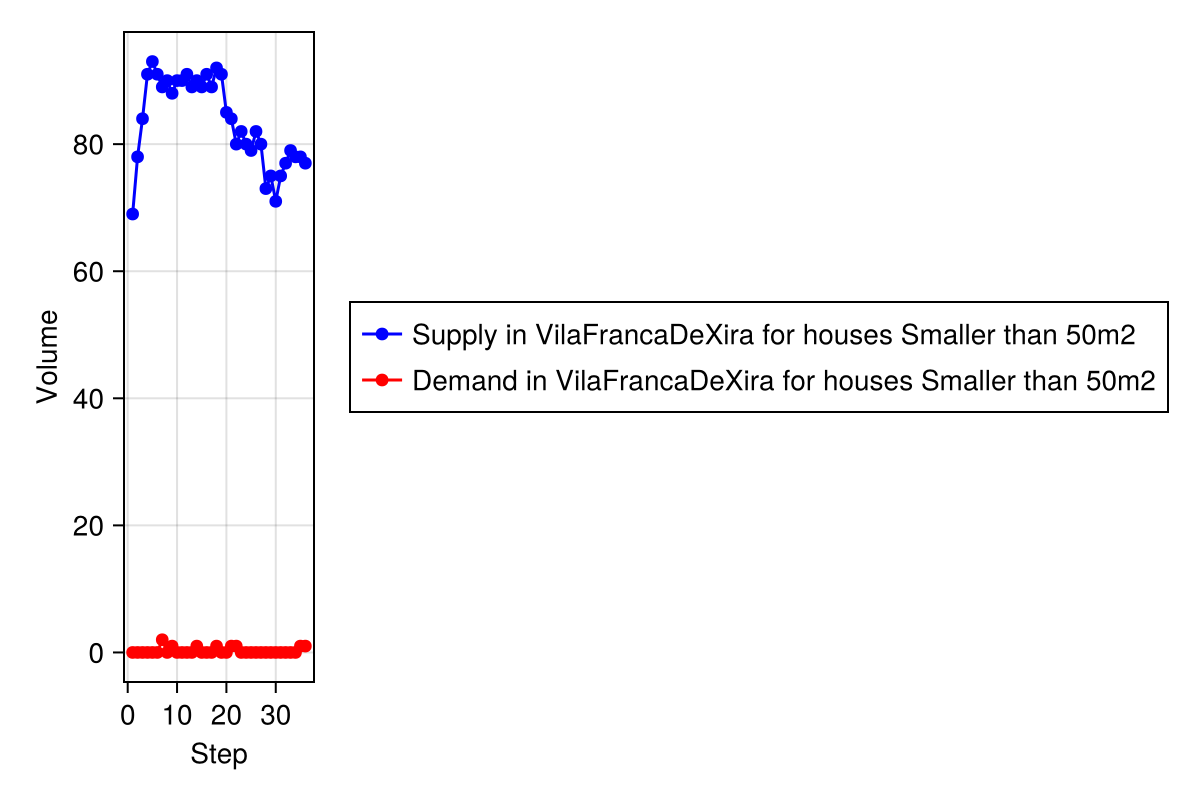 Volume
80
60
40
20
0
0 10 20 30
Step
Supply in VilaFrancaDeXira for houses Smaller than 50m2
Demand in VilaFrancaDeXira for houses Smaller than 50m2